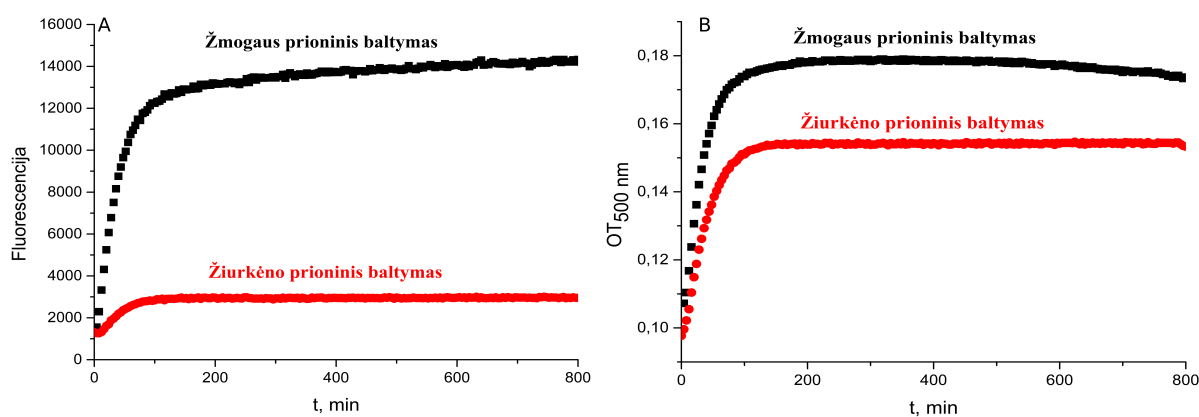 A
Žmogaus prioninis baltymas
Žiurkėno prioninis baltymas
Fluorescencija
16000
14000
12000
10000
8000
6000
4000
2000
0
0 200 400 600 800
t, min
B
Žmogaus prioninis baltymas
Žiurkėno prioninis baltymas
OT500 nm
0,18
0,16
0,14
0,12
0,10
0 200 400 600 800
t, min